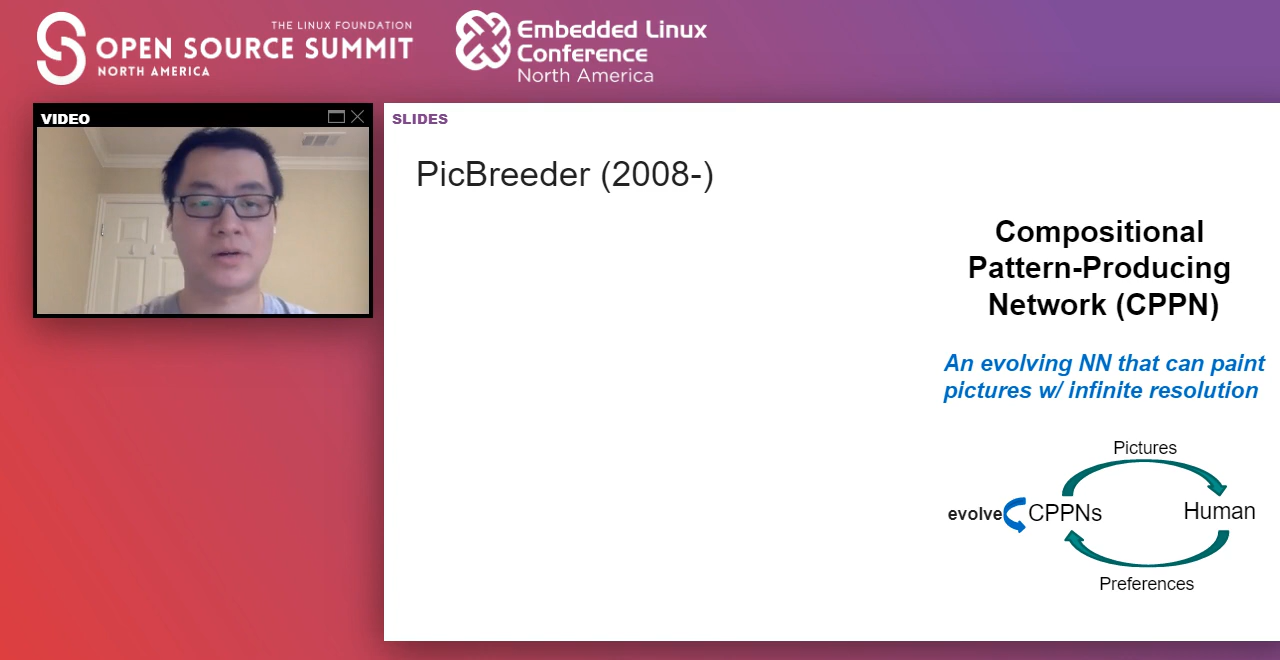 THE LINUX FOUNDATION
OPEN SOURCE SUMMIT
NORTH AMERICA
Embedded Linux
Conference
North America
VIDEO
SLIDES
PicBreeder (2008-)
Compositional
Pattern-Producing
Network (CPPN)
An evolving NN that can paint
pictures w/ infinite resolution
Pictures
evolve
CPPNs
Human
Preferences